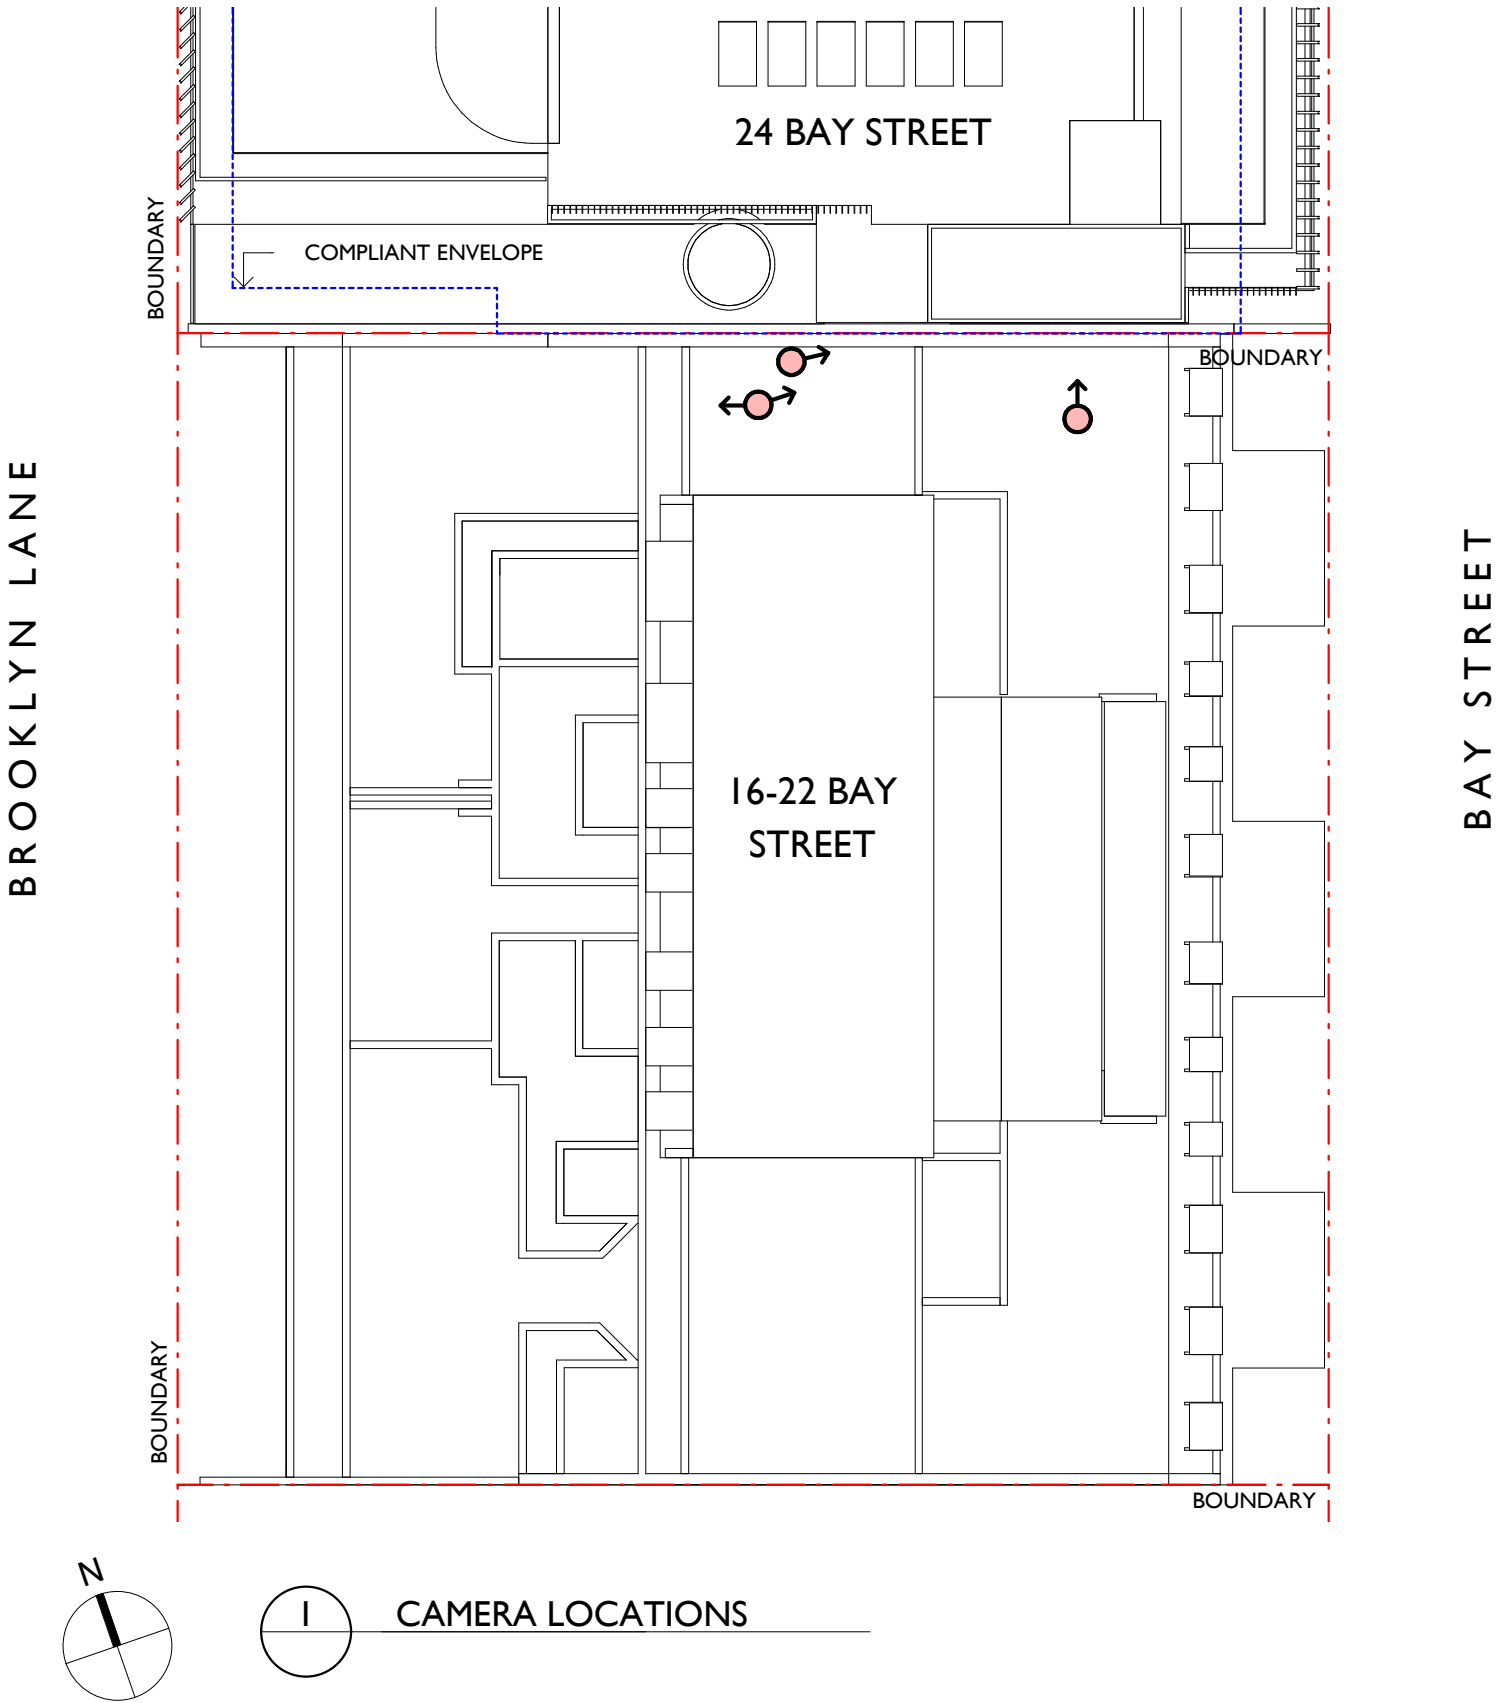 24 BAY STREET
BOUNDARY
COMPLIANT ENVELOPE
BOUNDARY
BROOKLYN LANE
BAY STREET
16-22 BAY
STREET
BOUNDARY
BOUNDARY
N
1
CAMERA LOCATIONS